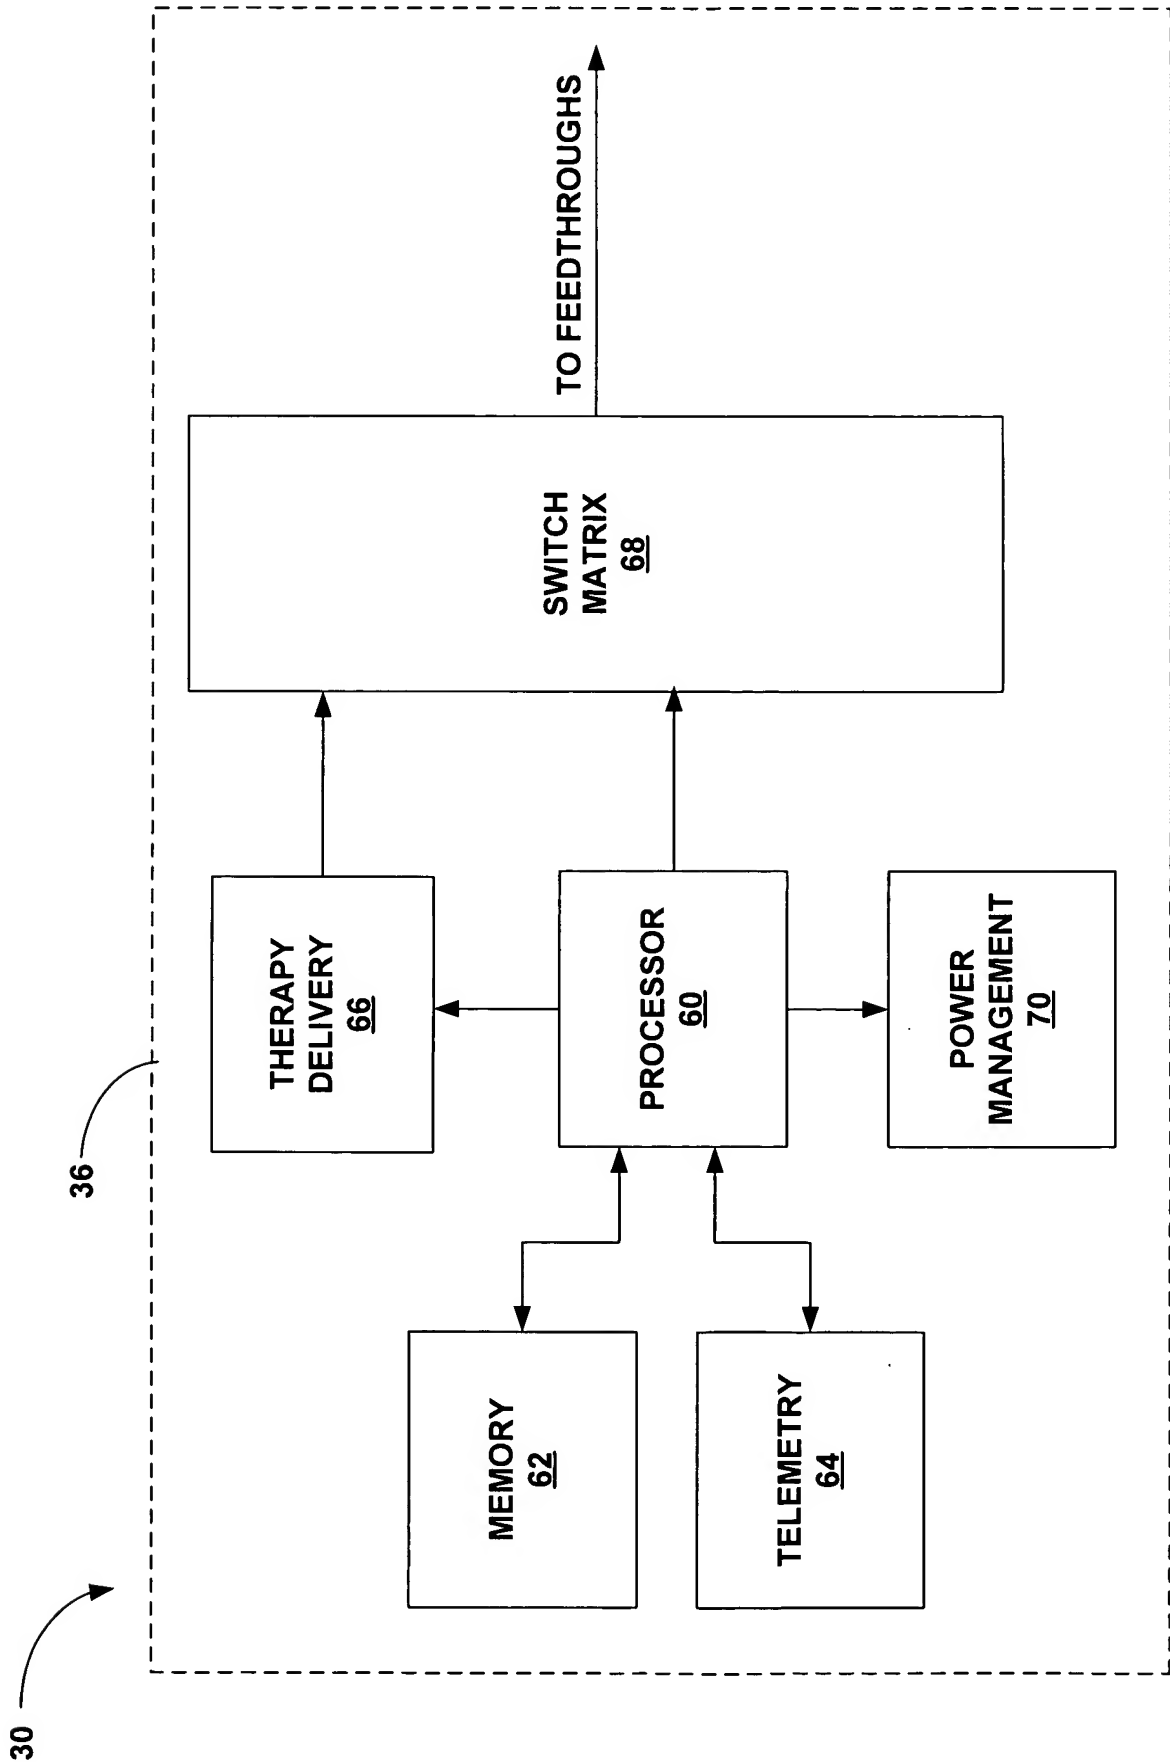 30
36
MEMORY
62
TELEMETRY
64
THERAPY
DELIVERY
66
PROCESSOR
60
POWER
MANAGEMENT
70
SWITCH
MATRIX
68
TO FEEDTHROUGHS